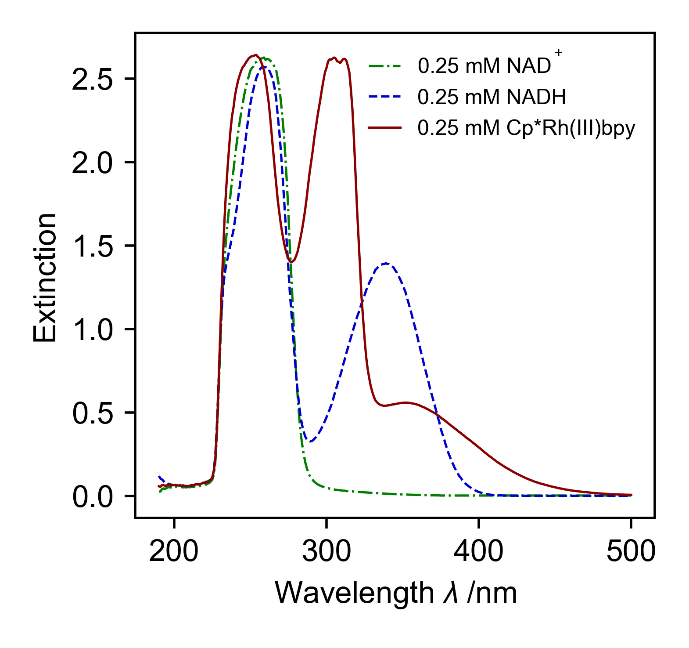 0.25 mM NAD⁺
0.25 mM NADH
0.25 mM Cp*Rh(III)bpy
2.5
2.0
1.5
1.0
0.5
0.0
Extinction
200 300 400 500
Wavelength λ /nm